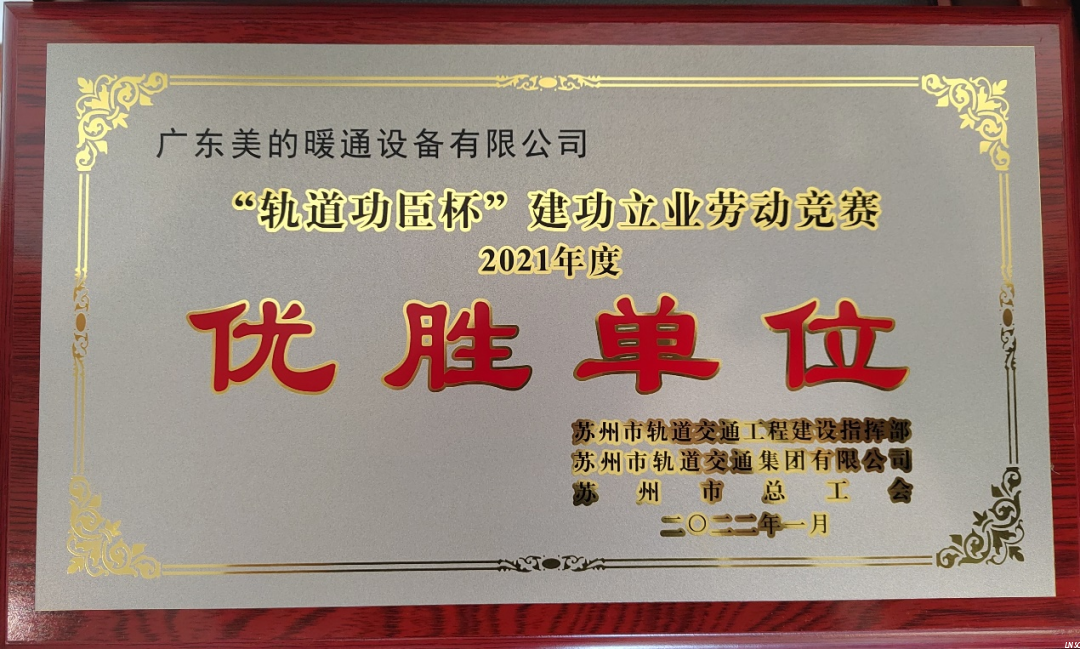 广东美的暖通设备有限公司
“轨道功臣杯”建功立业劳动竞赛
2021年度
优胜单位
苏州市轨道交通工程建设指挥部
苏州市轨道交通集团有限公司
苏州市总工会
二〇二二年一月